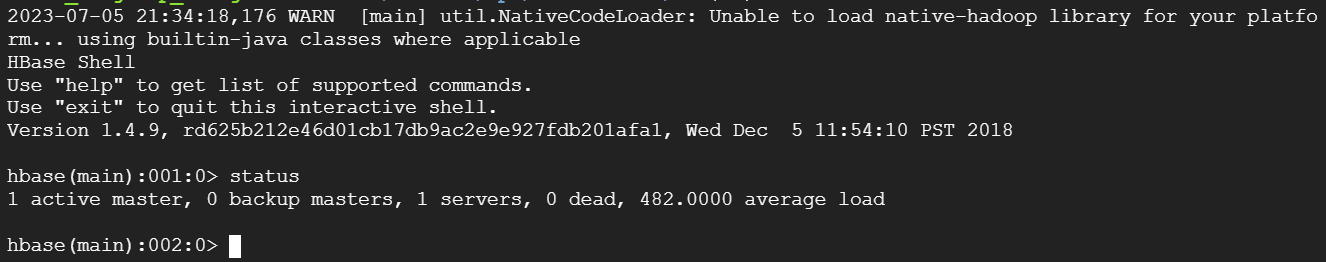 2023-07-05 21:34:18,176 WARN  [main] util.NativeCodeLoader: Unable to load native-hadoop library for your platfo
rm... using builtin-java classes where applicable
HBase Shell
Use "help" to get list of supported commands.
Use "exit" to quit this interactive shell.
Version 1.4.9, rd625b212e46d01cb17db9ac2e9e927fdb201afa1, Wed Dec  5 11:54:10 PST 2018
hbase(main):001:0> status
1 active master, 0 backup masters, 1 servers, 0 dead, 482.0000 average load
hbase(main):002:0>